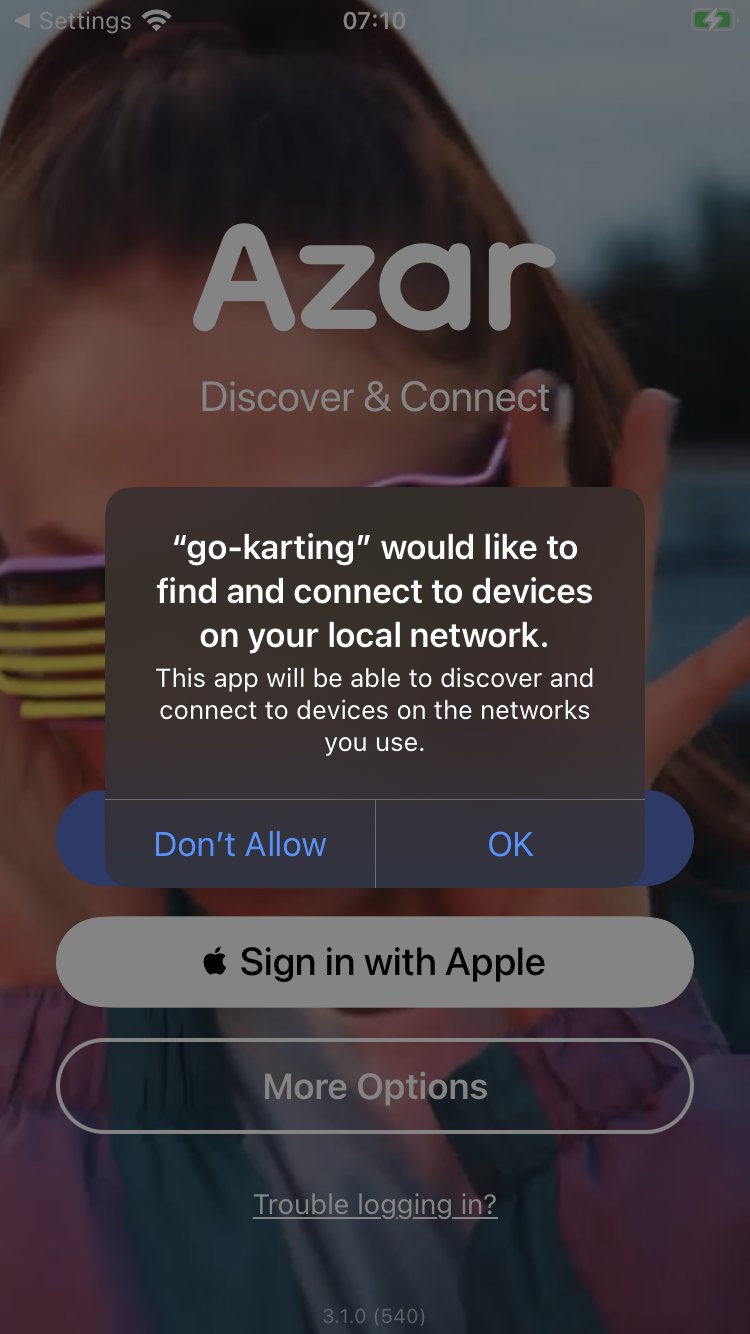 Settings
07:10
Azar
Discover & Connect
“go-karting” would like to
find and connect to devices
on your local network.
This app will be able to discover and
connect to devices on the networks
you use.
Don’t Allow
OK
Sign in with Apple
More Options
Trouble logging in?
3.1.0 (540)